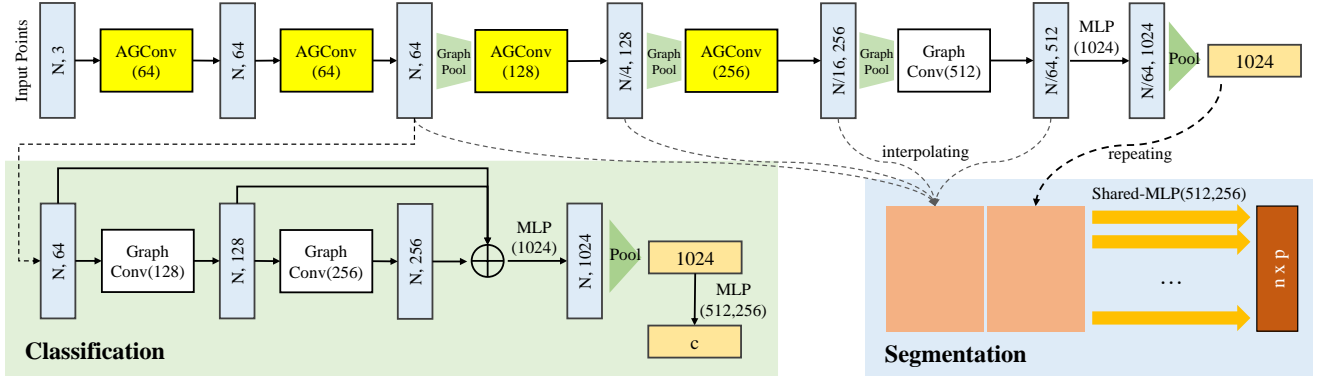 Input Points
N, 3
AGConv
(64)
N, 64
AGConv
(64)
N, 64
Graph
Pool
AGConv
(128)
N/4, 128
Graph
Pool
AGConv
(256)
N/16, 256
Graph
Pool
Graph
Conv(512)
N/64, 512
MLP
(1024)
N/64, 1024
Pool
1024
interpolating
repeating
N, 64
Graph
Conv(128)
N, 128
Graph
Conv(256)
N, 256
MLP
(1024)
N, 1024
Pool
1024
MLP
(512,256)
c
Classification
Shared-MLP(512,256)
...
n x p
Segmentation